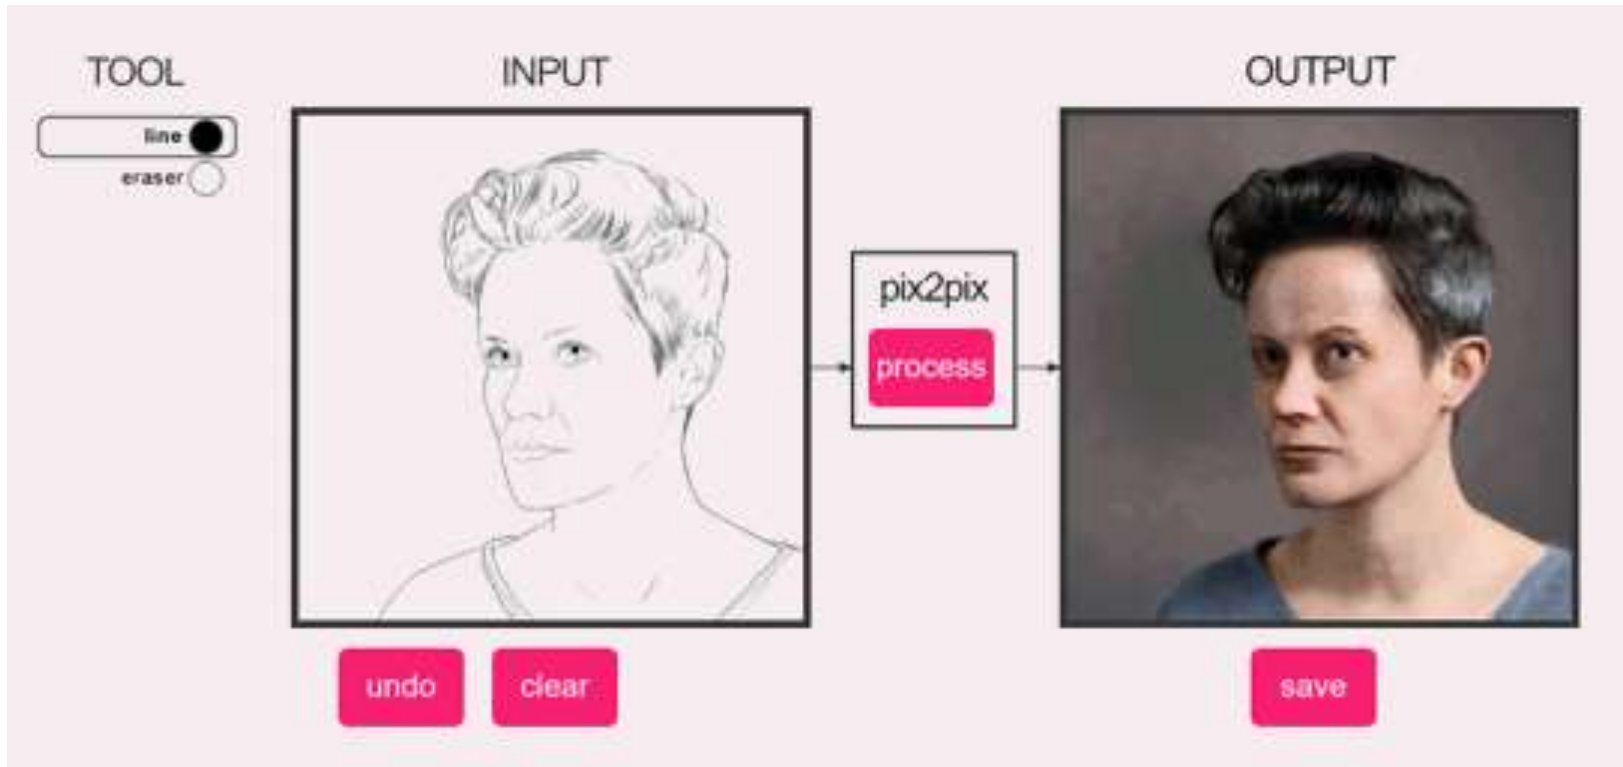 TOOL
INPUT
OUTPUT
line
eraser
pix2pix
process
undo
clear
save